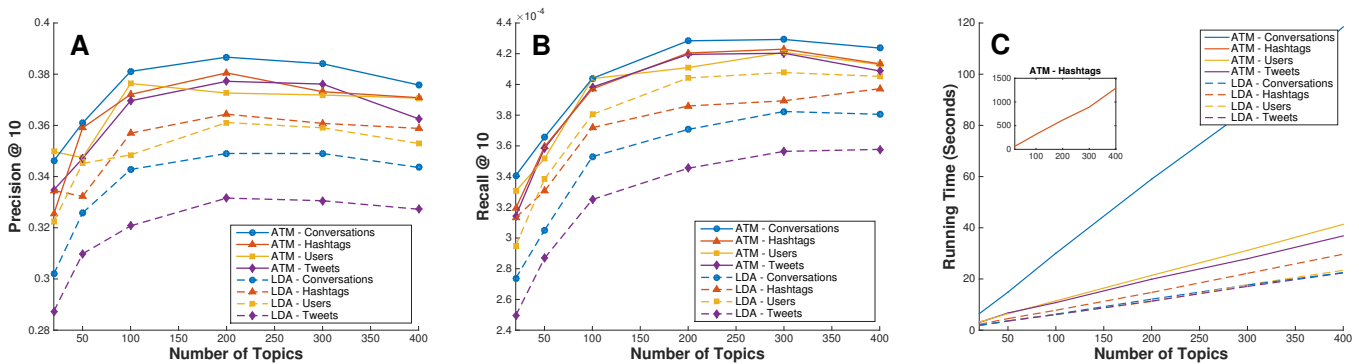 A
Precision @ 10
0.4
0.38
0.36
0.34
0.32
0.3
0.28
50
100
200
300
400
Number of Topics
ATM - Conversations
ATM - Hashtags
ATM - Users
ATM - Tweets
LDA - Conversations
LDA - Hashtags
LDA - Users
LDA - Tweets
B
Recall @ 10
×10⁻⁴
4.4
4.2
4
3.8
3.6
3.4
3.2
3
2.8
2.6
2.4
50
100
200
300
400
Number of Topics
ATM - Conversations
ATM - Hashtags
ATM - Users
ATM - Tweets
LDA - Conversations
LDA - Hashtags
LDA - Users
LDA - Tweets
C
Running Time (Seconds)
120
100
80
60
40
20
0
50
100
150
200
250
300
350
400
Number of Topics
ATM - Hashtags
1500
1000
500
0
100
200
300
400
ATM - Conversations
ATM - Hashtags
ATM - Users
ATM - Tweets
LDA - Conversations
LDA - Hashtags
LDA - Users
LDA - Tweets